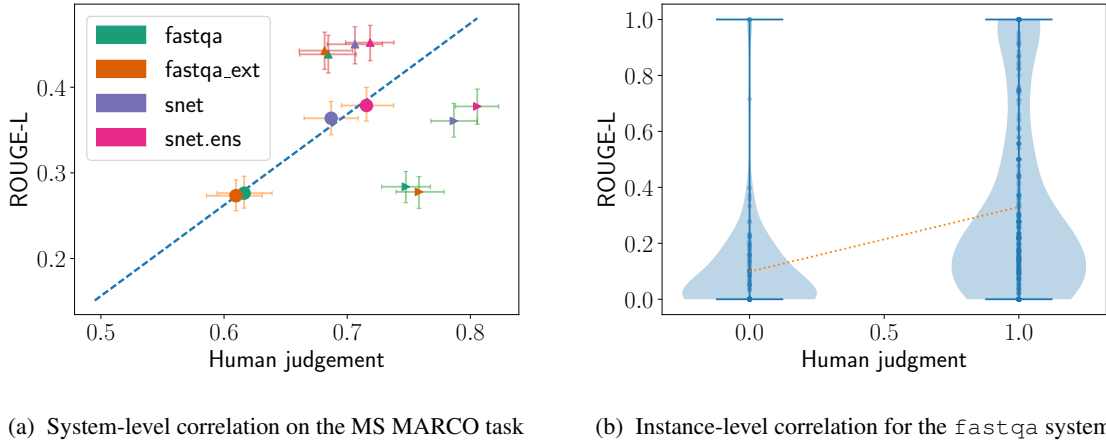 fastqa
fastqa_ext
snet
snet.ens
0.4
0.3
0.2
ROUGE-L
0.5 0.6 0.7 0.8
Human judgement
(a) System-level correlation on the MS MARCO task
1.0
0.8
0.6
0.4
0.2
0.0
ROUGE-L
0.0 0.5 1.0
Human judgment
(b) Instance-level correlation for the fastqa system